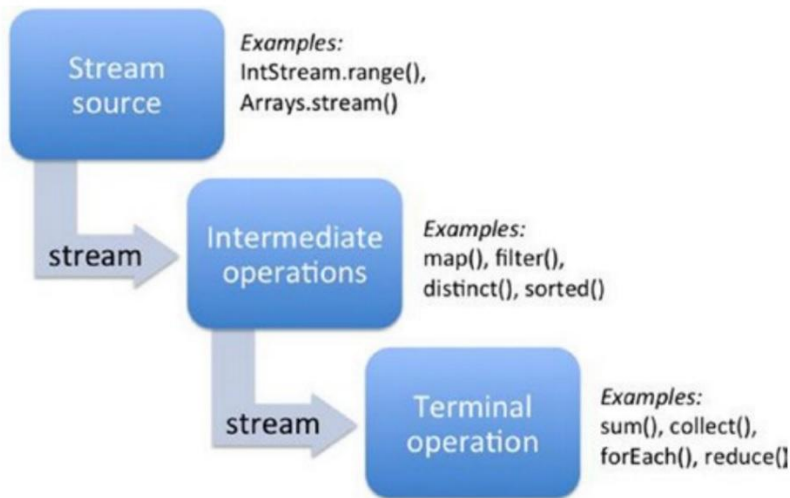 Stream
source
Examples:
IntStream.range(),
Arrays.stream()
stream
Intermediate
operations
Examples:
map(), filter(),
distinct(), sorted()
stream
Terminal
operation
Examples:
sum(), collect(),
forEach(), reduce()